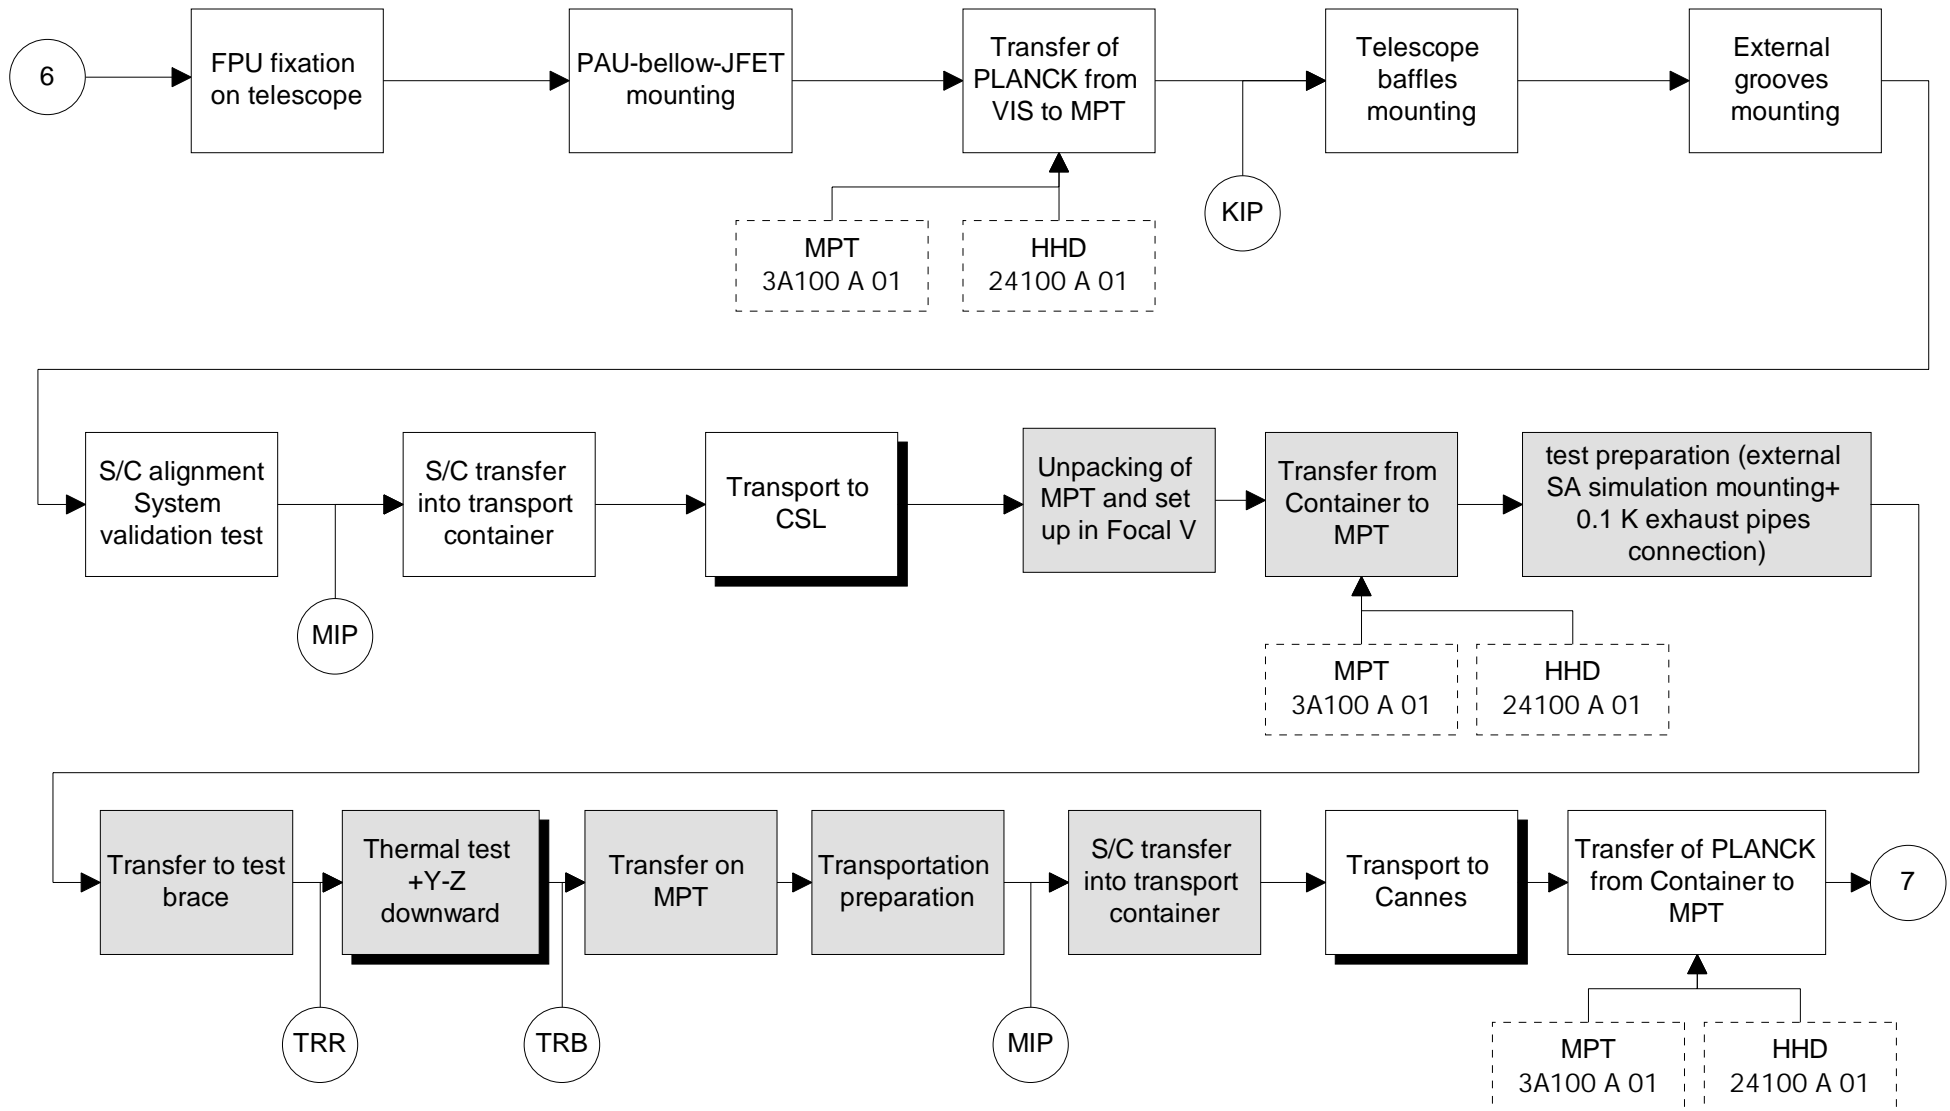 6
FPU fixation
on telescope
PAU-bellow-JFET
mounting
Transfer of
PLANCK from
VIS to MPT
Telescope
baffles
mounting
External
grooves
mounting
MPT
3A100 A 01
HHD
24100 A 01
KIP
S/C alignment
System
validation test
S/C transfer
into transport
container
Transport to
CSL
Unpacking of
MPT and set
up in Focal V
Transfer from
Container to
MPT
test preparation (external
SA simulation mounting+
0.1 K exhaust pipes
connection)
MIP
MPT
3A100 A 01
HHD
24100 A 01
Transfer to test
brace
Thermal test
+Y-Z
downward
Transfer on
MPT
Transportation
preparation
S/C transfer
into transport
container
Transport to
Cannes
Transfer of PLANCK
from Container to
MPT
7
TRR
TRB
MIP
MPT
3A100 A 01
HHD
24100 A 01